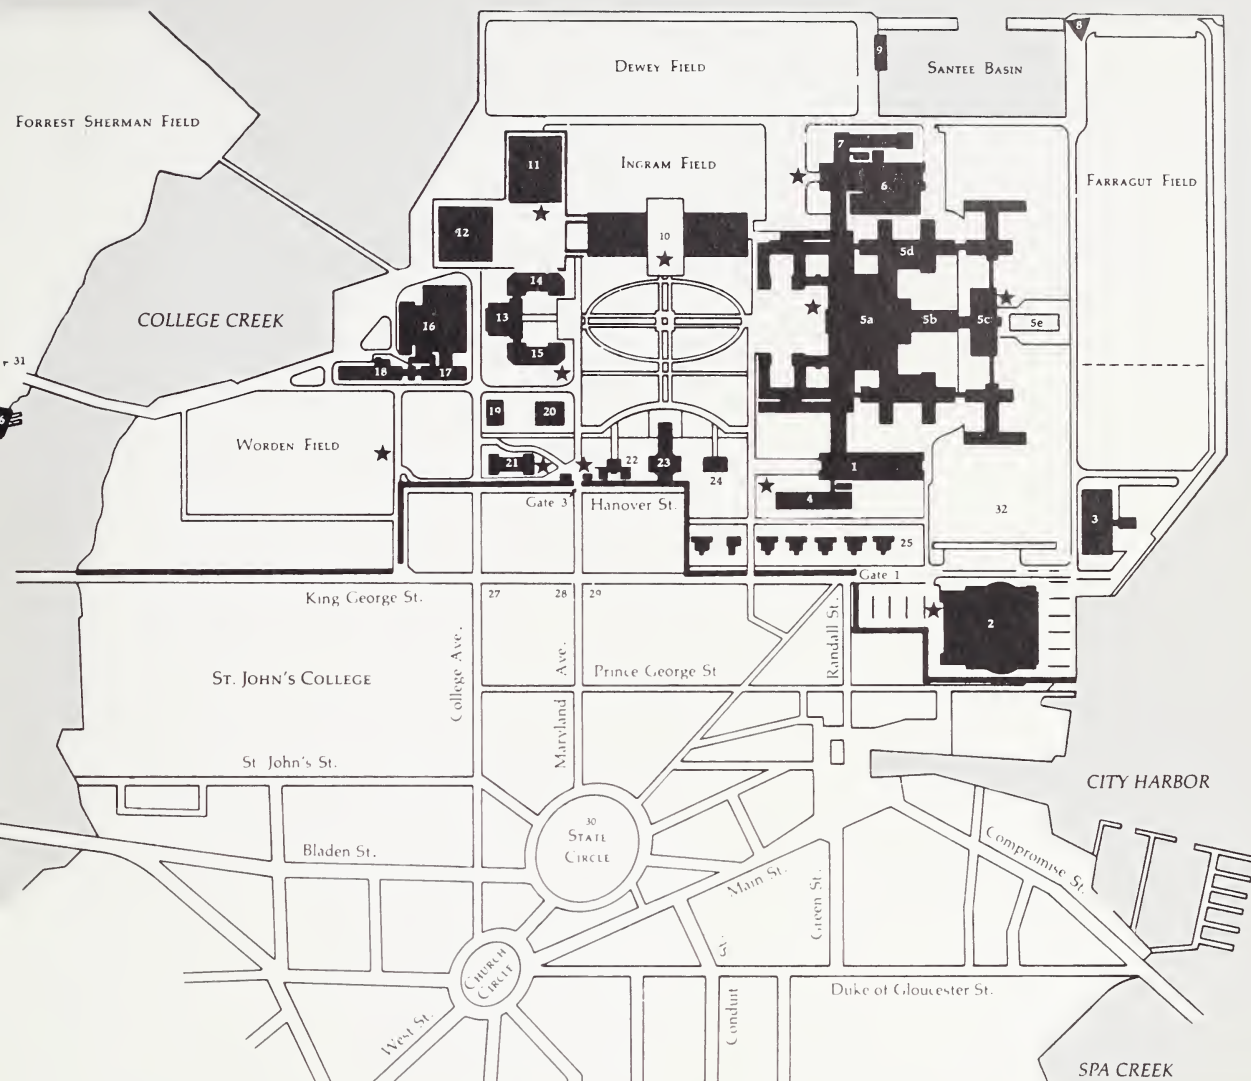 8
9
DEWEY FIELD
SANTEE BASIN
FORREST SHERMAN FIELD
7
11
INGRAM FIELD
6
FARRAGUT FIELD
12
10
5d
14
COLLEGE CREEK
13
16
5a
5b
5c
5e
15
31
18
17
19
20
WORDEN FIELD
21
22
23
24
1
Gate 3
Hanover St.
4
32
3
25
Gate 1
King George St.
27
28
29
2
College Ave.
Maryland Ave.
Randall St.
Prince George St
ST. JOHN'S COLLEGE
St John's St.
CITY HARBOR
30
STATE
CIRCLE
Bladen St.
Compromise St.
Main St.
Green St.
CHURCH
CIRCLE
Duke of Gloucester St.
Conduit
West St.
SPA CREEK